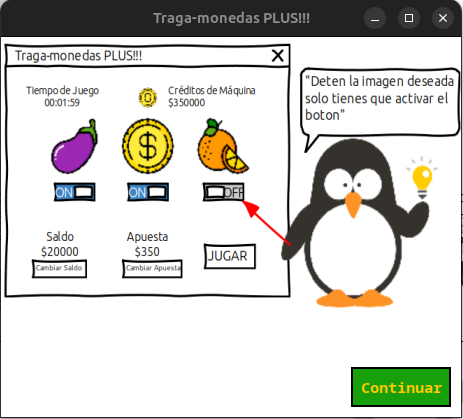 Traga-monedas PLUS!!!
Traga-monedas PLUS!!!
Tiempo de Juego
00:01:59
Créditos de Máquina
$350000
"Deten la imagen deseada
solo tienes que activar el
boton"
ON
ON
OFF
Saldo
$20000
Apuesta
$350
Cambiar Saldo
Cambiar Apuesta
JUGAR
Continuar